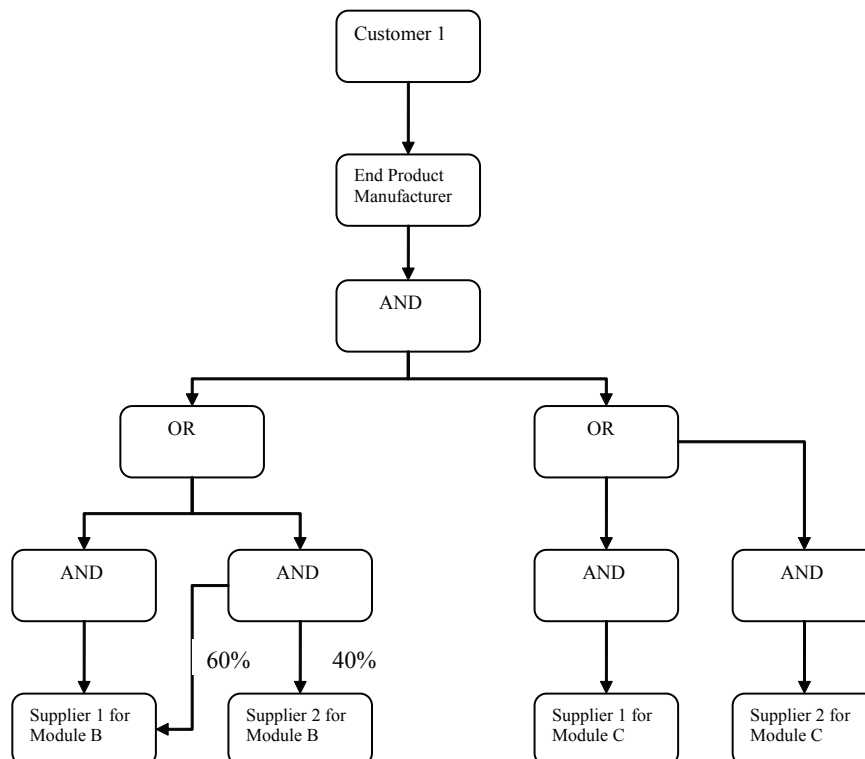 Customer 1
End Product
Manufacturer
AND
OR
OR
AND
AND
AND
AND
60%
40%
Supplier 1 for
Module B
Supplier 2 for
Module B
Supplier 1 for
Module C
Supplier 2 for
Module C